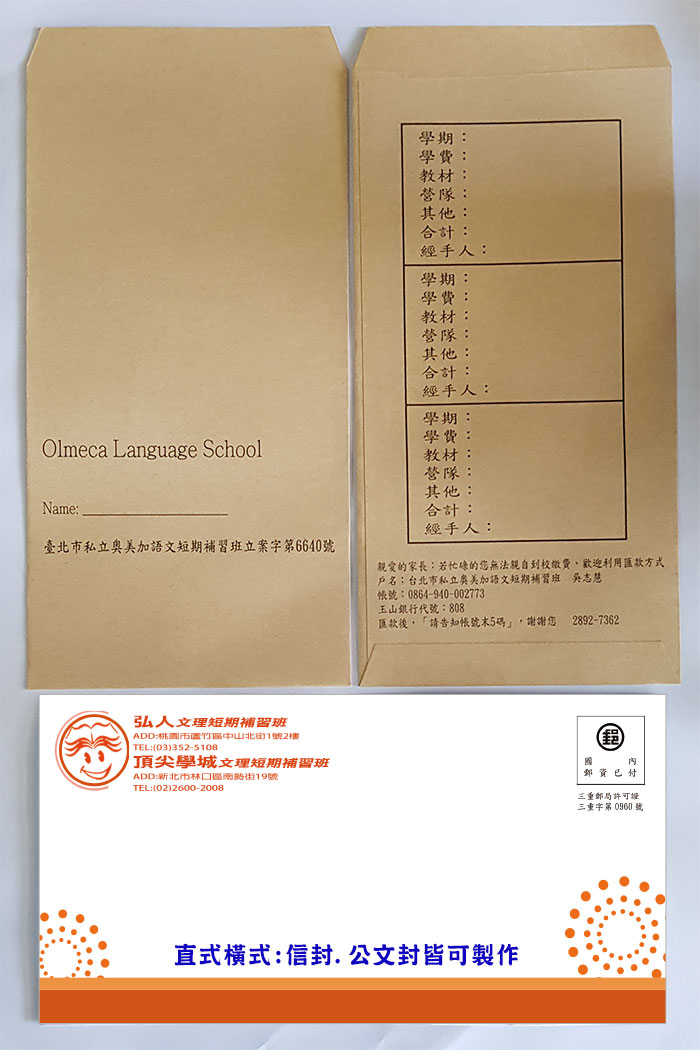 Olmeca Language School
Name:
臺北市私立奧美加語文短期補習班立案字第6640號
學期：
學費：
教材：
營隊：
其他：
合計：
經手人：
學期：
學費：
教材：
營隊：
其他：
合計：
經手人：
學期：
學費：
教材：
營隊：
其他：
合計：
經手人：
親愛的家長：若忙碌的您無法親自到校繳費，歡迎利用匯款方式
戶名：台北市私立奧美加語文短期補習班 吳志慧
帳號：0864-940-002773
玉山銀行代號：808
匯款後，「請告知帳號末5碼」，謝謝您 2892-7362
弘人文理短期補習班
ADD:桃園市蘆竹區中山北街1號2樓
TEL:(03)352-5108
頂尖學城文理短期補習班
ADD:新北市林口區南勢街19號
TEL:(02)2600-2008
郵
國內
郵資已付
三重郵局許可證
三重字第0960號
直式橫式:信封.公文封皆可製作